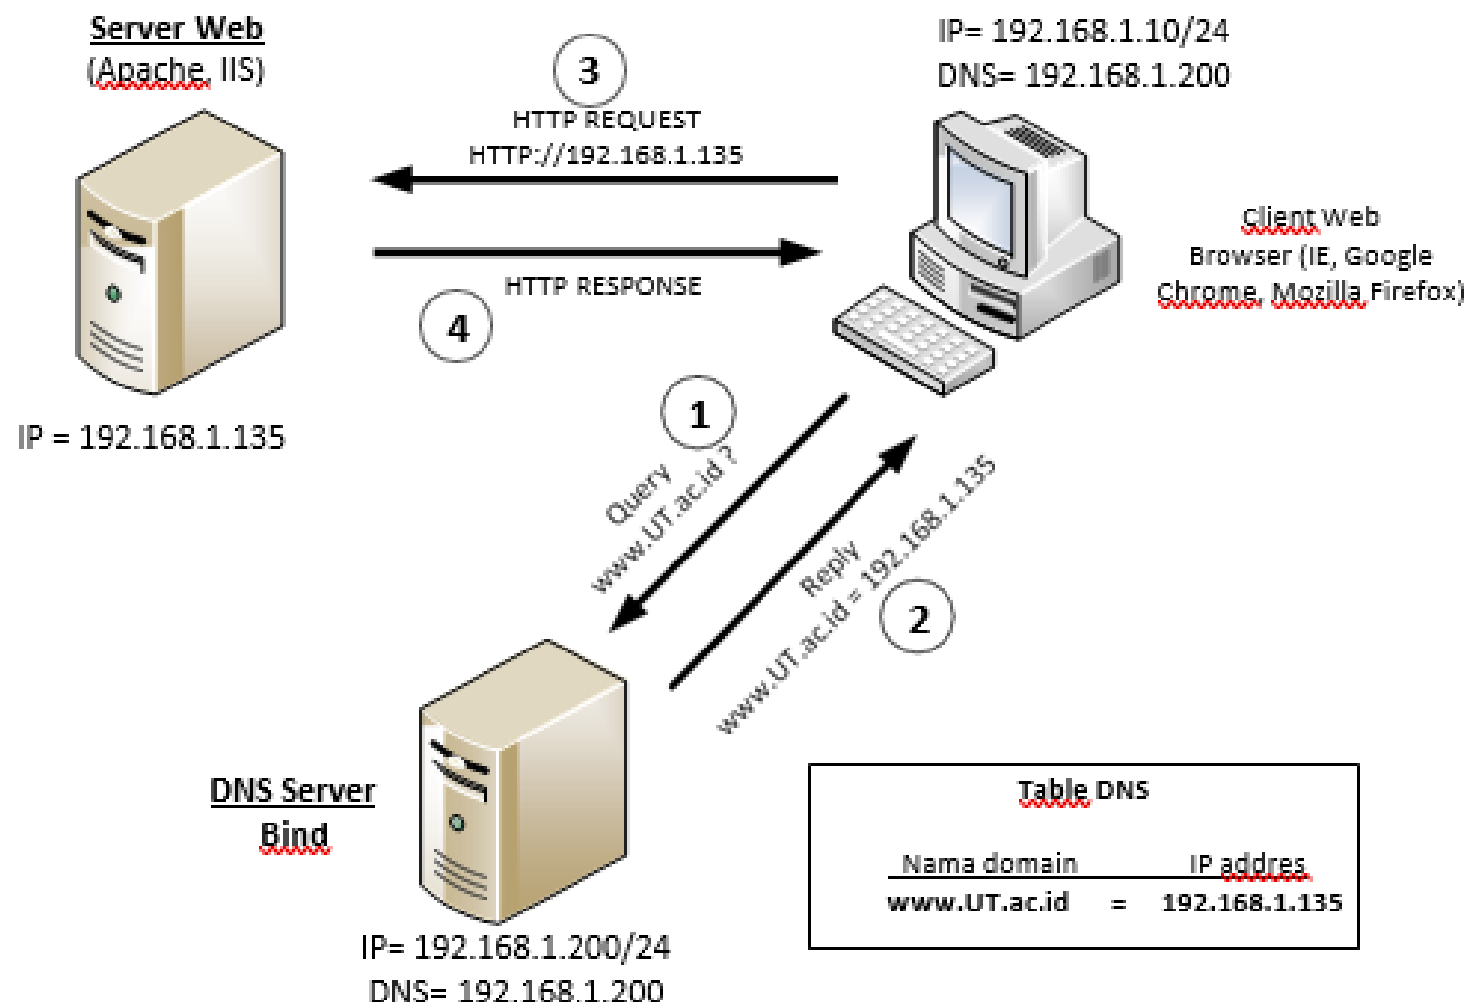 Server Web
(Apache, IIS)
IP= 192.168.1.10/24
DNS= 192.168.1.200
3
HTTP REQUEST
HTTP://192.168.1.135
Client Web
Browser (IE, Google
Chrome, Mozilla Firefox)
HTTP RESPONSE
4
IP = 192.168.1.135
1
Query
www.UT.ac.id ?
Reply
www.UT.ac.id = 192.168.1.135
2
DNS Server
Bind
IP= 192.168.1.200/24
DNS= 192.168.1.200
Table DNS
Nama domain IP addres
www.UT.ac.id = 192.168.1.135